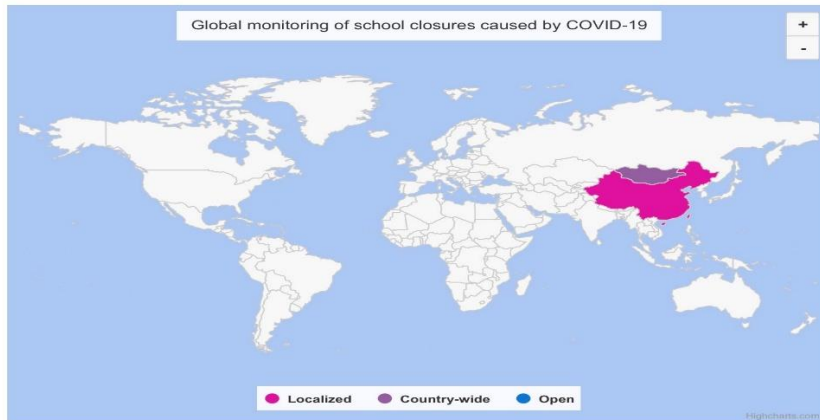 Global monitoring of school closures caused by COVID-19
+
-
Localized Country-wide Open
Highcharts.com